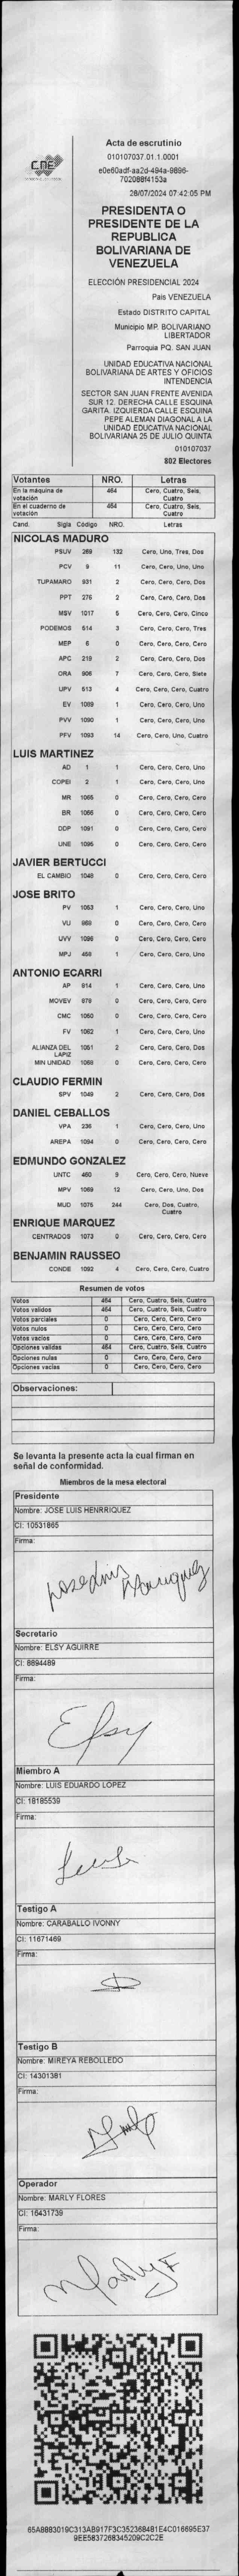 CNE
Acta de escrutinio
010107037.01.1.0001
e0e60adf-aa2d-494a-9896-
702088f4153a
28/07/2024 07:42:05 PM
PRESIDENTA O
PRESIDENTE DE LA
REPUBLICA
BOLIVARIANA DE
VENEZUELA
ELECCIÓN PRESIDENCIAL 2024
Pais VENEZUELA
Estado DISTRITO CAPITAL
Municipio MP. BOLIVARIANO
LIBERTADOR
Parroquia PQ. SAN JUAN
UNIDAD EDUCATIVA NACIONAL
BOLIVARIANA DE ARTES Y OFICIOS
INTENDENCIA
SECTOR SAN JUAN FRENTE AVENIDA
SUR 12. DERECHA CALLE ESQUINA
GARITA. IZQUIERDA CALLE ESQUINA
PEPE ALEMAN DIAGONAL A LA
UNIDAD EDUCATIVA NACIONAL
BOLIVARIANA 25 DE JULIO QUINTA
010107037
802 Electores
Votantes NRO. Letras
En la máquina de votación 464 Cero, Cuatro, Seis, Cuatro
En el cuaderno de votación 464 Cero, Cuatro, Seis, Cuatro
Cand. Sigla Código NRO. Letras
NICOLAS MADURO
PSUV 269 132 Cero, Uno, Tres, Dos
PCV 9 11 Cero, Cero, Uno, Uno
TUPAMARO 931 2 Cero, Cero, Cero, Dos
PPT 276 2 Cero, Cero, Cero, Dos
MSV 1017 5 Cero, Cero, Cero, Cinco
PODEMOS 514 3 Cero, Cero, Cero, Tres
MEP 6 0 Cero, Cero, Cero, Cero
APC 219 2 Cero, Cero, Cero, Dos
ORA 906 7 Cero, Cero, Cero, Siete
UPV 513 4 Cero, Cero, Cero, Cuatro
EV 1089 1 Cero, Cero, Cero, Uno
PVV 1090 1 Cero, Cero, Cero, Uno
PFV 1093 14 Cero, Cero, Uno, Cuatro
LUIS MARTINEZ
AD 1 1 Cero, Cero, Cero, Uno
COPEI 2 1 Cero, Cero, Cero, Uno
MR 1065 0 Cero, Cero, Cero, Cero
BR 1066 0 Cero, Cero, Cero, Cero
DDP 1091 0 Cero, Cero, Cero, Cero
UNE 1095 0 Cero, Cero, Cero, Cero
JAVIER BERTUCCI
EL CAMBIO 1048 0 Cero, Cero, Cero, Cero
JOSE BRITO
PV 1053 1 Cero, Cero, Cero, Uno
VU 969 0 Cero, Cero, Cero, Cero
UVV 1096 0 Cero, Cero, Cero, Cero
MPJ 458 1 Cero, Cero, Cero, Uno
ANTONIO ECARRI
AP 914 1 Cero, Cero, Cero, Uno
MOVEV 978 0 Cero, Cero, Cero, Cero
CMC 1050 0 Cero, Cero, Cero, Cero
FV 1062 1 Cero, Cero, Cero, Uno
ALIANZA DEL LAPIZ 1051 2 Cero, Cero, Cero, Dos
MIN UNIDAD 1088 0 Cero, Cero, Cero, Cero
CLAUDIO FERMIN
SPV 1049 2 Cero, Cero, Cero, Dos
DANIEL CEBALLOS
VPA 236 1 Cero, Cero, Cero, Uno
AREPA 1094 0 Cero, Cero, Cero, Cero
EDMUNDO GONZALEZ
UNTC 460 9 Cero, Cero, Cero, Nueve
MPV 1069 12 Cero, Cero, Uno, Dos
MUD 1075 244 Cero, Dos, Cuatro, Cuatro
ENRIQUE MARQUEZ
CENTRADOS 1073 0 Cero, Cero, Cero, Cero
BENJAMIN RAUSSEO
CONDE 1092 4 Cero, Cero, Cero, Cuatro
Resumen de votos
Votos 464 Cero, Cuatro, Seis, Cuatro
Votos validos 464 Cero, Cuatro, Seis, Cuatro
Votos parciales 0 Cero, Cero, Cero, Cero
Votos nulos 0 Cero, Cero, Cero, Cero
Votos vacios 0 Cero, Cero, Cero, Cero
Opciones validas 464 Cero, Cuatro, Seis, Cuatro
Opciones nulas 0 Cero, Cero, Cero, Cero
Opciones vacias 0 Cero, Cero, Cero, Cero
Observaciones:
Se levanta la presente acta la cual firman en
señal de conformidad.
Miembros de la mesa electoral
Presidente
Nombre: JOSE LUIS HENRRIQUEZ
CI: 10531865
Firma:
Secretario
Nombre: ELSY AGUIRRE
CI: 8894489
Firma:
Elsy
Miembro A
Nombre: LUIS EDUARDO LOPEZ
CI: 18185539
Firma:
Luis
Testigo A
Nombre: CARABALLO IVONNY
CI: 11671469
Firma:
Testigo B
Nombre: MIREYA REBOLLEDO
CI: 14301381
Firma:
Operador
Nombre: MARLY FLORES
CI: 16431739
Firma:
Marly F
65A8883019C313AB917F3C352368481E4C016695E37
9EE5837268345209C2C2E